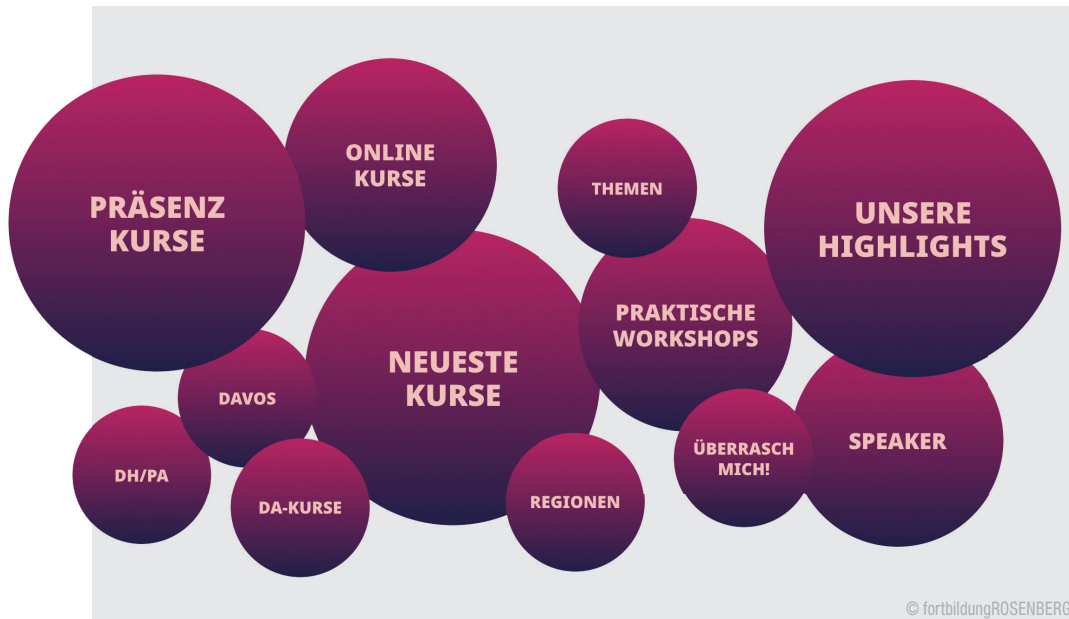 PRÄSENZ
KURSE
ONLINE
KURSE
THEMEN
UNSERE
HIGHLIGHTS
PRAKTISCHE
WORKSHOPS
NEUESTE
KURSE
DAVOS
DH/PA
DA-KURSE
REGIONEN
ÜBERRASCH
MICH!
SPEAKER
© fortbildungROSENBERG